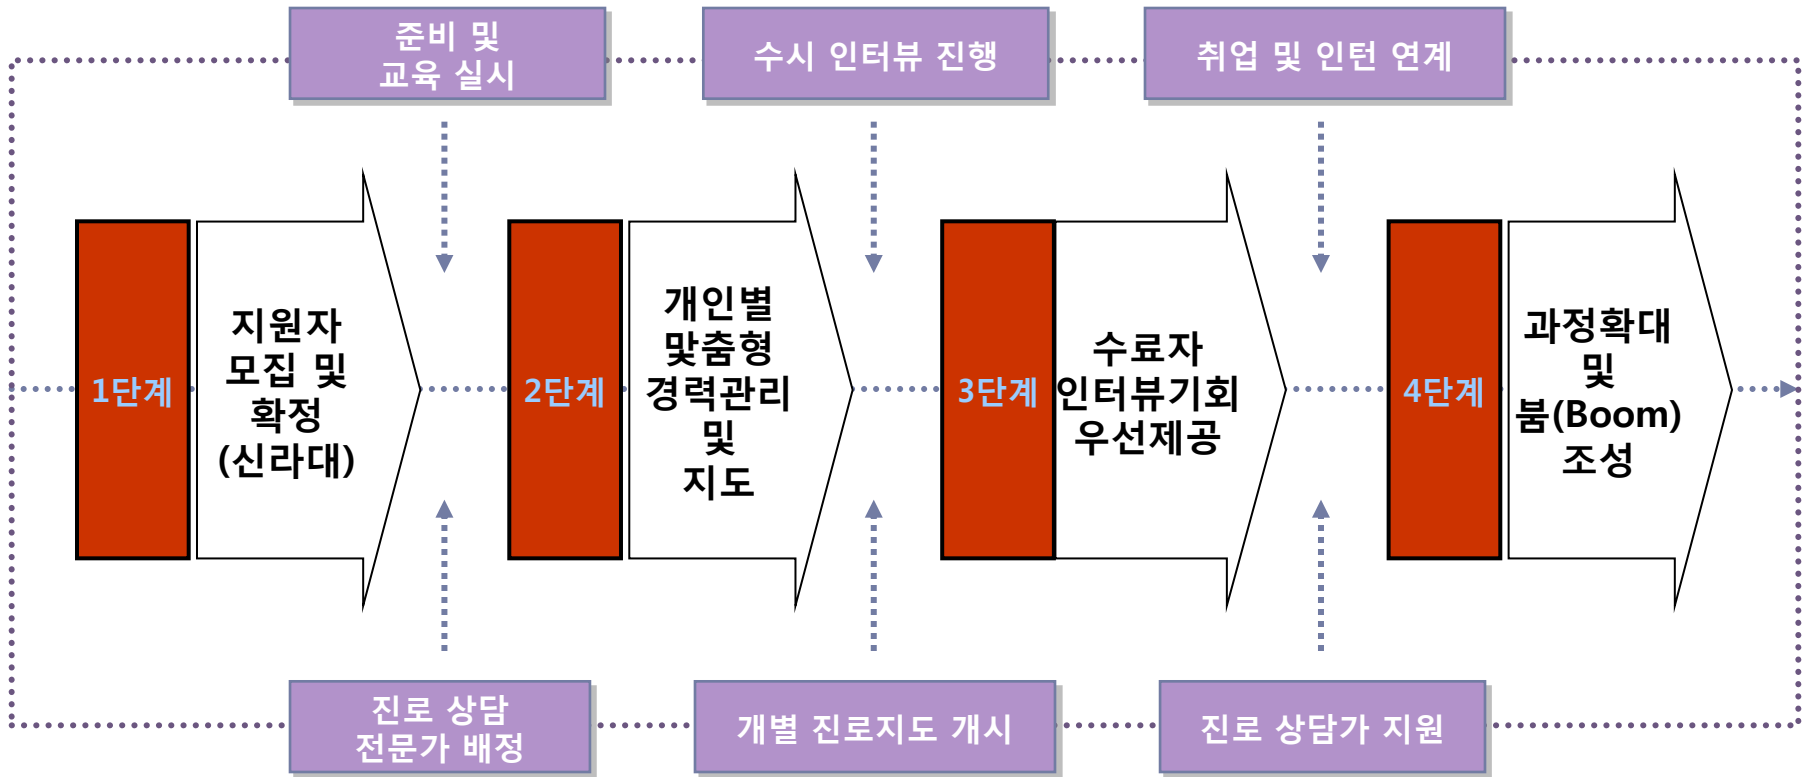 준비 및
교육 실시
수시 인터뷰 진행
취업 및 인턴 연계
1단계
지원자
모집 및
확정
(신라대)
2단계
개인별
맞춤형
경력관리
및
지도
3단계
수료자
인터뷰기회
우선제공
4단계
과정확대
및
붐(Boom)
조성
진로 상담
전문가 배정
개별 진로지도 개시
진로 상담가 지원